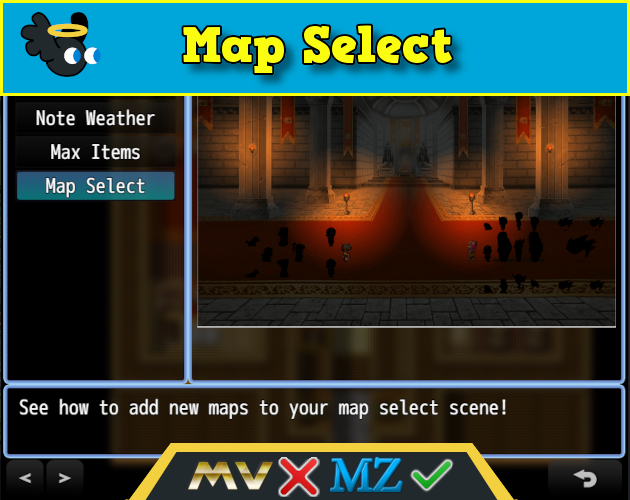 Map Select
Note Weather
Max Items
Map Select
See how to add new maps to your map select scene!
< >
MV MZ